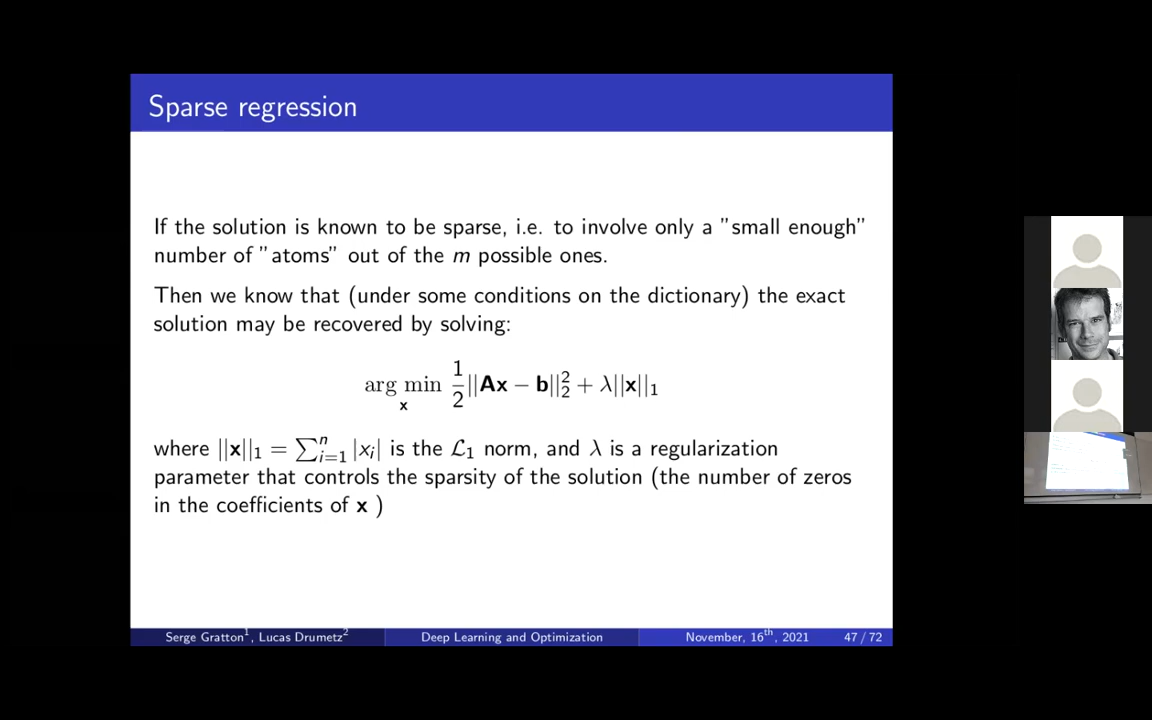 Sparse regression
If the solution is known to be sparse, i.e. to involve only a "small enough"
number of "atoms" out of the m possible ones.
Then we know that (under some conditions on the dictionary) the exact
solution may be recovered by solving:
arg min_x 1/2 ||Ax − b||₂² + λ||x||₁
where ||x||₁ = ∑ⁿᵢ₌₁ |xᵢ| is the ℒ₁ norm, and λ is a regularization
parameter that controls the sparsity of the solution (the number of zeros
in the coefficients of x )
Serge Gratton¹, Lucas Drumetz² Deep Learning and Optimization November, 16th, 2021 47 / 72